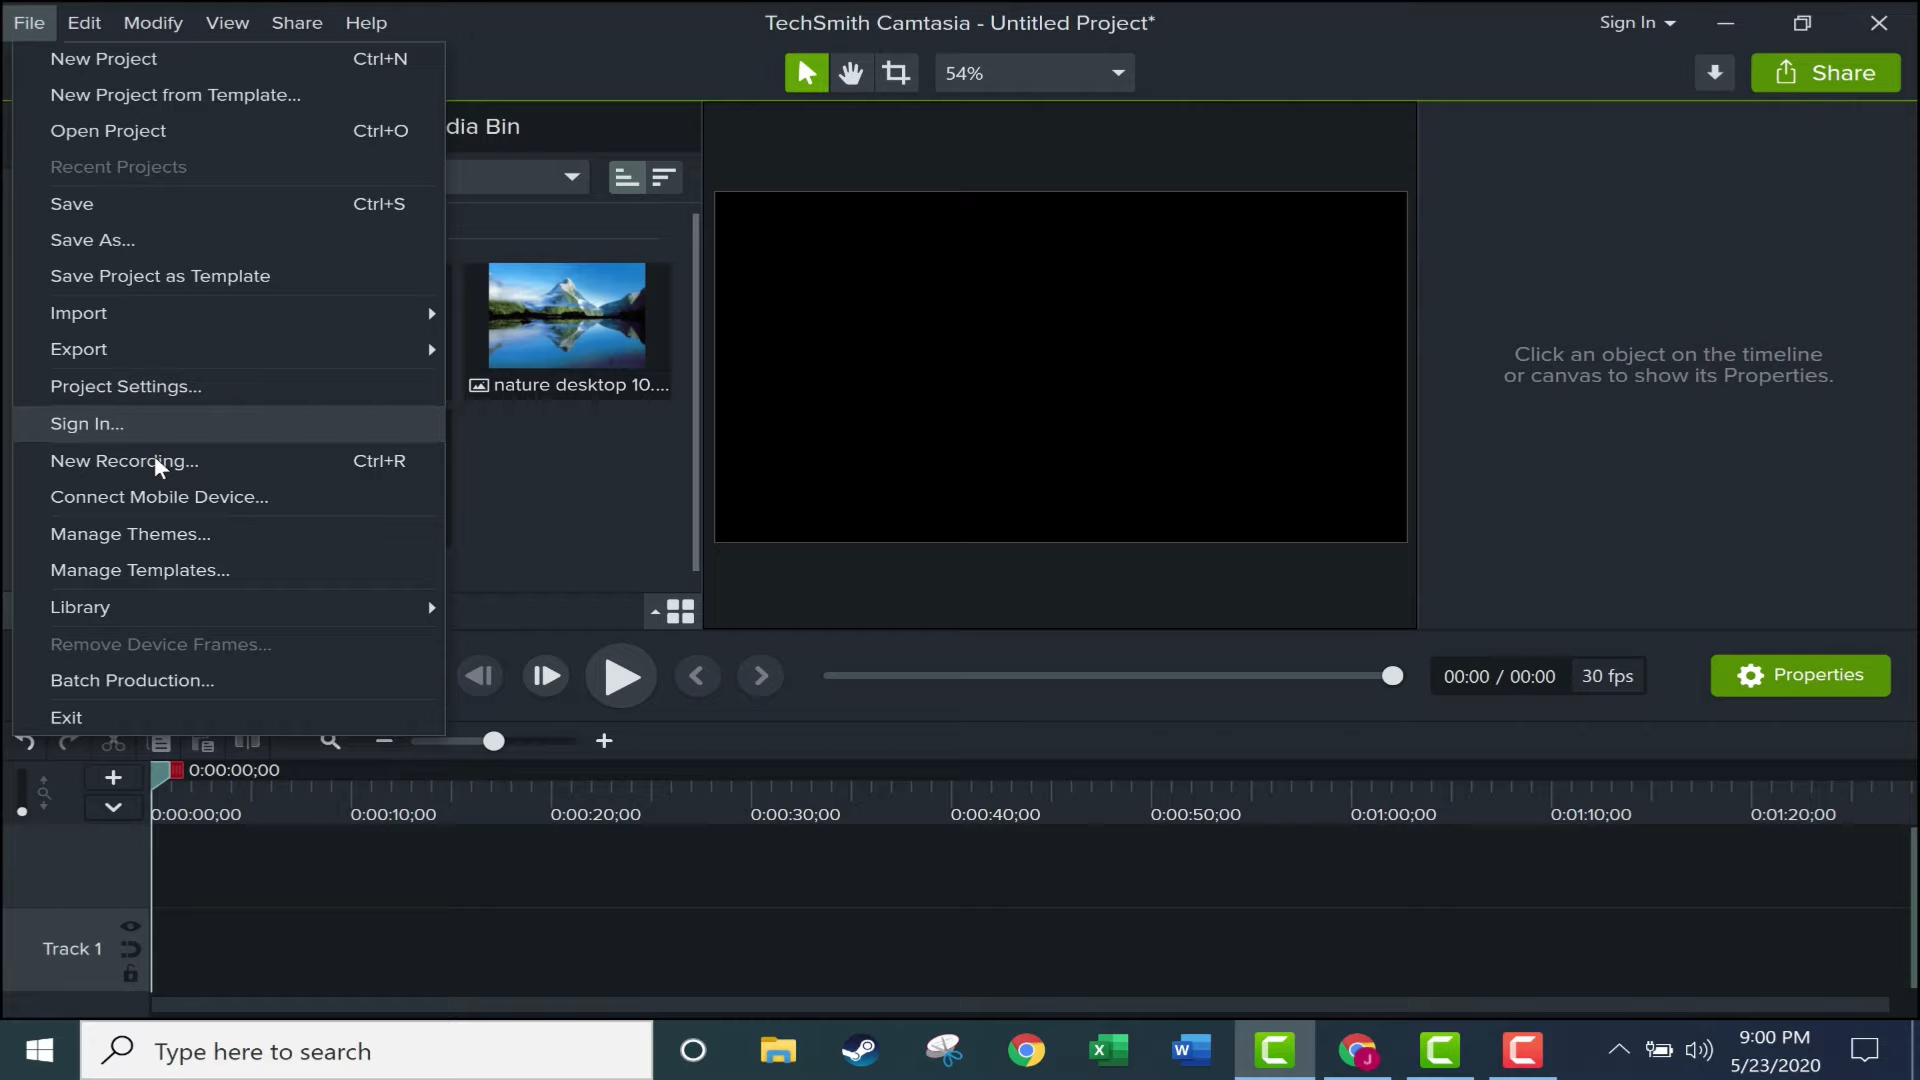 File Edit Modify View Share Help
TechSmith Camtasia - Untitled Project*
Sign In
New Project Ctrl+N
New Project from Template...
Open Project Ctrl+O
Recent Projects
Save Ctrl+S
Save As...
Save Project as Template
Import
Export
Project Settings...
Sign In...
New Recording... Ctrl+R
Connect Mobile Device...
Manage Themes...
Manage Templates...
Library
Remove Device Frames...
Batch Production...
Exit
54%
Share
dia Bin
nature desktop 10....
Click an object on the timeline
or canvas to show its Properties.
00:00 / 00:00 30 fps
Properties
0:00:00;00
0:00:00;00 0:00:10;00 0:00:20;00 0:00:30;00 0:00:40;00 0:00:50;00 0:01:00;00 0:01:10;00 0:01:20;00
Track 1
Type here to search
9:00 PM
5/23/2020